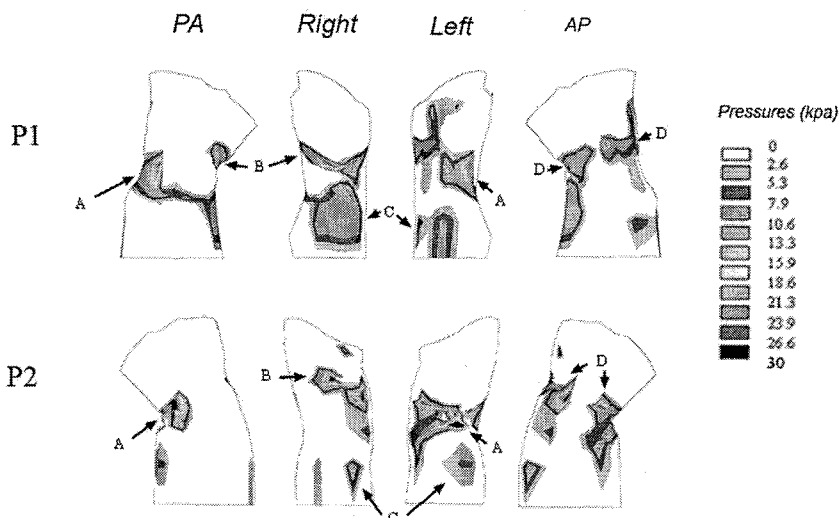 PA Right Left AP
Pressures (kpa)
P1
B
D
D
A
A
C
0
2.6
5.3
7.9
10.6
13.3
15.9
18.6
21.3
23.9
26.6
30
P2
B
D
A
A
C